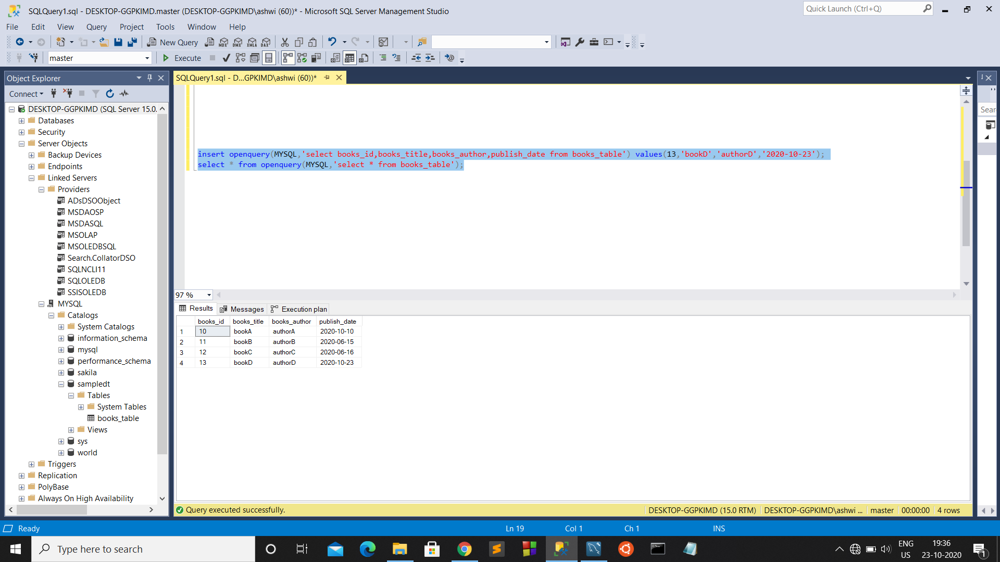 SQLQuery1.sql - DESKTOP-GGPKIMD.master (DESKTOP-GGPKIMD\ashwi (60))* - Microsoft SQL Server Management Studio
Quick Launch (Ctrl+Q)
File Edit View Query Project Tools Window Help
New Query
MDX DMX XMLA DAX
master
Execute
Object Explorer
Connect
DESKTOP-GGPKIMD (SQL Server 15.0.
Databases
Security
Server Objects
Backup Devices
Endpoints
Linked Servers
Providers
ADsDSOObject
MSDAOSP
MSDASQL
MSOLAP
MSOLEDBSQL
Search.CollatorDSO
SQLNCLI11
SQLOLEDB
SSISOLEDB
MYSQL
Catalogs
System Catalogs
information_schema
mysql
performance_schema
sakila
sampledt
Tables
System Tables
books_table
Views
sys
world
Triggers
Replication
PolyBase
Always On High Availability
SQLQuery1.sql - D...GPKIMD\ashwi (60))*
insert openquery(MYSQL,'select books_id,books_title,books_author,publish_date from books_table') values(13,'bookD','authorD','2020-10-23');
select * from openquery(MYSQL,'select * from books_table');
Sear
97 %
Results Messages Execution plan
books_id books_title books_author publish_date
1 10 bookA authorA 2020-10-10
2 11 bookB authorB 2020-06-15
3 12 bookC authorC 2020-06-16
4 13 bookD authorD 2020-10-23
Query executed successfully.
DESKTOP-GGPKIMD (15.0 RTM) DESKTOP-GGPKIMD\ashwi ... master 00:00:00 4 rows
Ready
Ln 19 Col 1 Ch 1 INS
Type here to search
ENG
US
19:36
23-10-2020
1